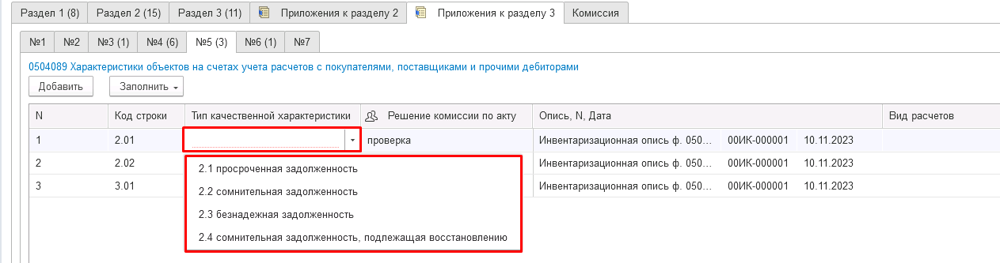 Раздел 1 (8) Раздел 2 (15) Раздел 3 (11) Приложения к разделу 2 Приложения к разделу 3 Комиссия
№1 №2 №3 (1) №4 (6) №5 (3) №6 (1) №7
0504089 Характеристики объектов на счетах учета расчетов с покупателями, поставщиками и прочими дебиторами
Добавить Заполнить
N Код строки Тип качественной характеристики Решение комиссии по акту Опись, N, Дата Вид расчетов
1 2.01 проверка Инвентаризационная опись ф. 050... 00ИК-000001 10.11.2023
2 2.02 Инвентаризационная опись ф. 050... 00ИК-000001 10.11.2023
3 3.01 Инвентаризационная опись ф. 050... 00ИК-000001 10.11.2023
2.1 просроченная задолженность
2.2 сомнительная задолженность
2.3 безнадежная задолженность
2.4 сомнительная задолженность, подлежащая восстановлению